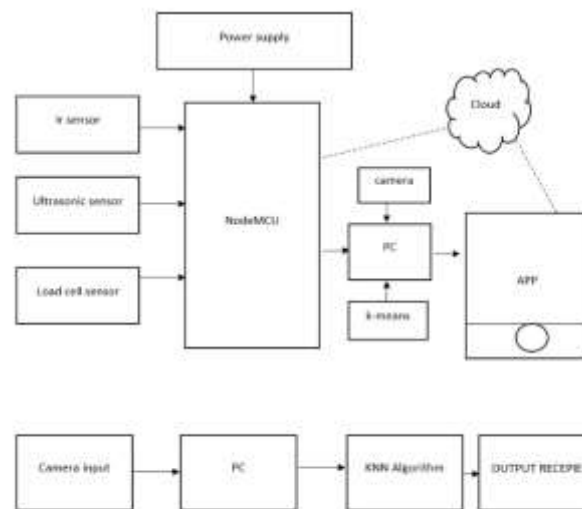 Power supply
Ir sensor
Cloud
camera
Ultrasonic sensor
NodeMCU
PC
APP
Load cell sensor
k-means
Camera input
PC
KNN Algorithm
OUTPUT RECEPIE